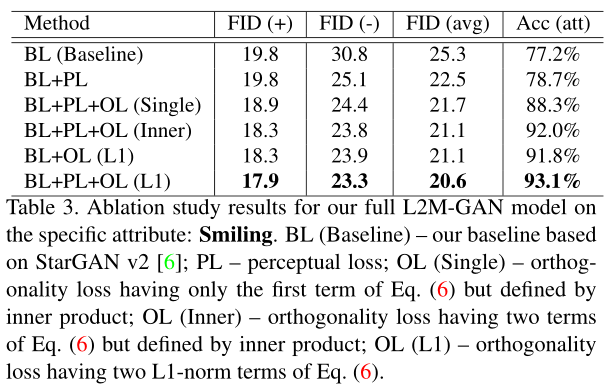 Method FID (+) FID (-) FID (avg) Acc (att)
BL (Baseline) 19.8 30.8 25.3 77.2%
BL+PL 19.8 25.1 22.5 78.7%
BL+PL+OL (Single) 18.9 24.4 21.7 88.3%
BL+PL+OL (Inner) 18.3 23.8 21.1 92.0%
BL+OL (L1) 18.3 23.9 21.1 91.8%
BL+PL+OL (L1) 17.9 23.3 20.6 93.1%
Table 3. Ablation study results for our full L2M-GAN model on
the specific attribute: Smiling. BL (Baseline) – our baseline based
on StarGAN v2 [6]; PL – perceptual loss; OL (Single) – orthog-
onality loss having only the first term of Eq. (6) but defined by
inner product; OL (Inner) – orthogonality loss having two terms
of Eq. (6) but defined by inner product; OL (L1) – orthogonality
loss having two L1-norm terms of Eq. (6).